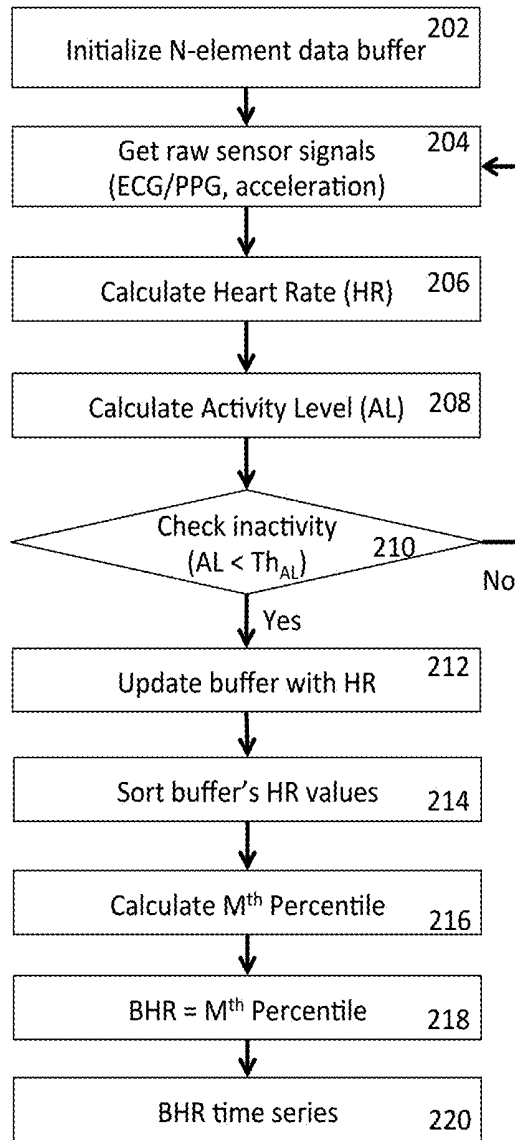 202
Initialize N-element data buffer
204
Get raw sensor signals
(ECG/PPG, acceleration)
Calculate Heart Rate (HR) 206
Calculate Activity Level (AL) 208
Check inactivity
(AL < Th_AL) 210
No
Yes
212
Update buffer with HR
Sort buffer's HR values 214
Calculate Mth Percentile 216
BHR = Mth Percentile 218
BHR time series 220